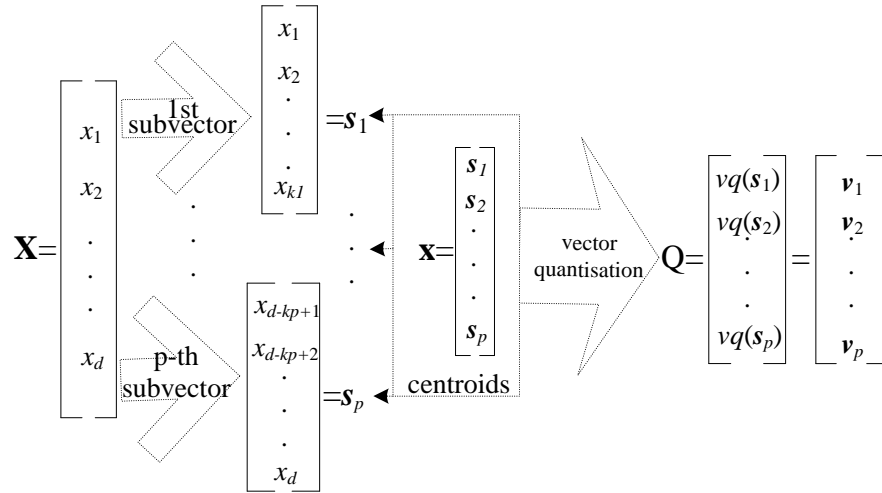 X=
x1
x2
.
.
.
xd
1st
subvector
.
.
.
p-th
subvector
x1
x2
.
.
.
xk1
=s1
.
.
.
xd-kp+1
xd-kp+2
.
.
.
xd
=sp
x=
s1
s2
.
.
.
sp
centroids
vector
quantisation
Q=
vq(s1)
vq(s2)
.
.
.
vq(sp)
=
v1
v2
.
.
.
vp